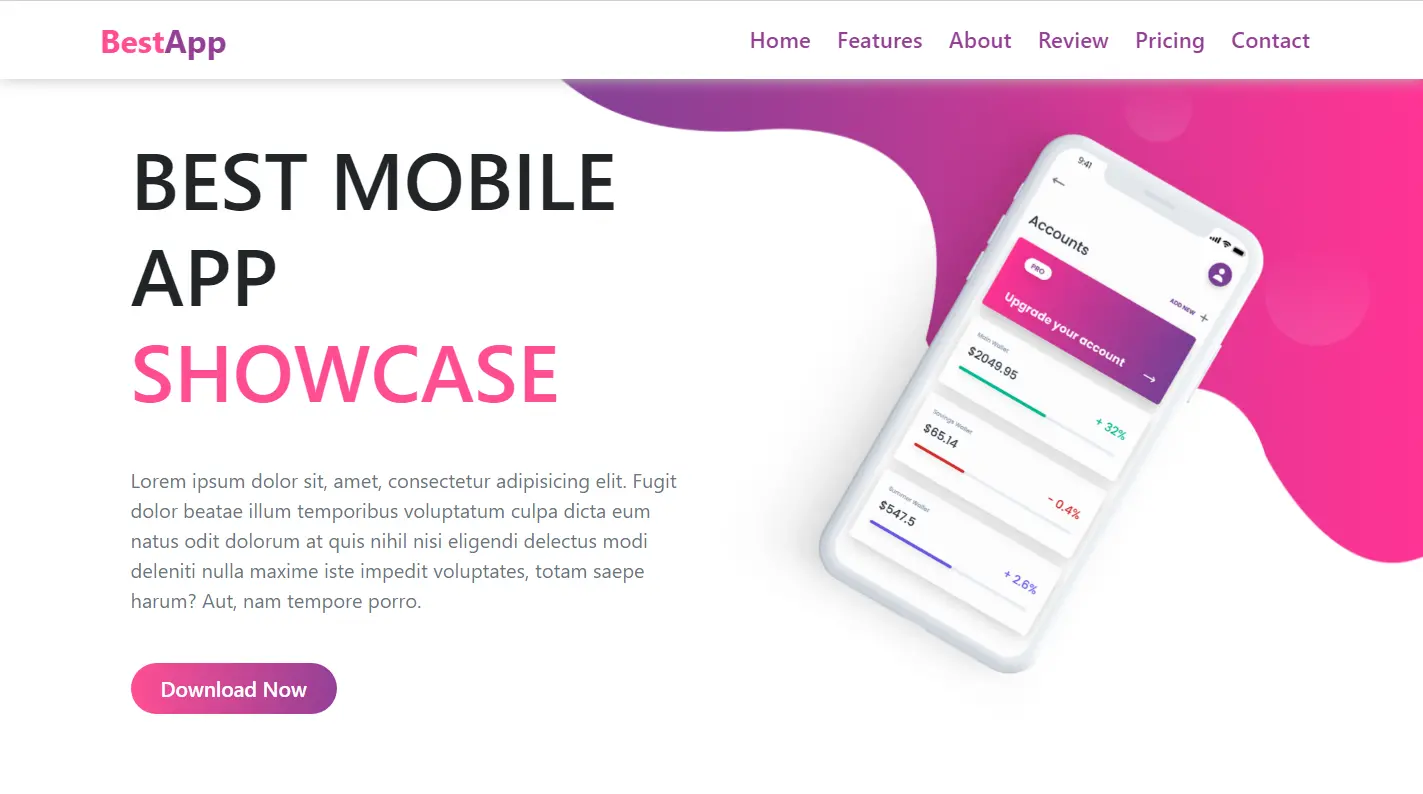 BestApp
Home Features About Review Pricing Contact
BEST MOBILE
APP
SHOWCASE
Lorem ipsum dolor sit, amet, consectetur adipisicing elit. Fugit
dolor beatae illum temporibus voluptatum culpa dicta eum
natus odit dolorum at quis nihil nisi eligendi delectus modi
deleniti nulla maxime iste impedit voluptates, totam saepe
harum? Aut, nam tempore porro.
Download Now
9:41
Accounts
PRO
ADD NEW +
Upgrade your account
Main Wallet
$2049.95
+ 32%
Savings Wallet
$65.14
- 0.4%
Summer Wallet
$547.5
+ 2.6%